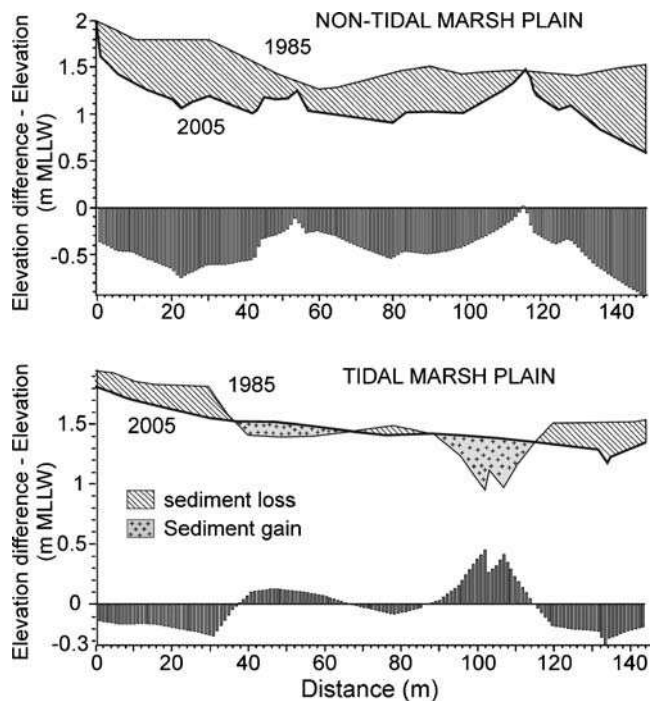 NON-TIDAL MARSH PLAIN
Elevation difference - Elevation
(m MLLW)
2
1.5
1
0.5
0
-0.5
1985
2005
0 20 40 60 80 100 120 140
TIDAL MARSH PLAIN
Elevation difference - Elevation
(m MLLW)
1.5
1
0.5
0
-0.3
1985
2005
sediment loss
Sediment gain
0 20 40 60 80 100 120 140
Distance (m)